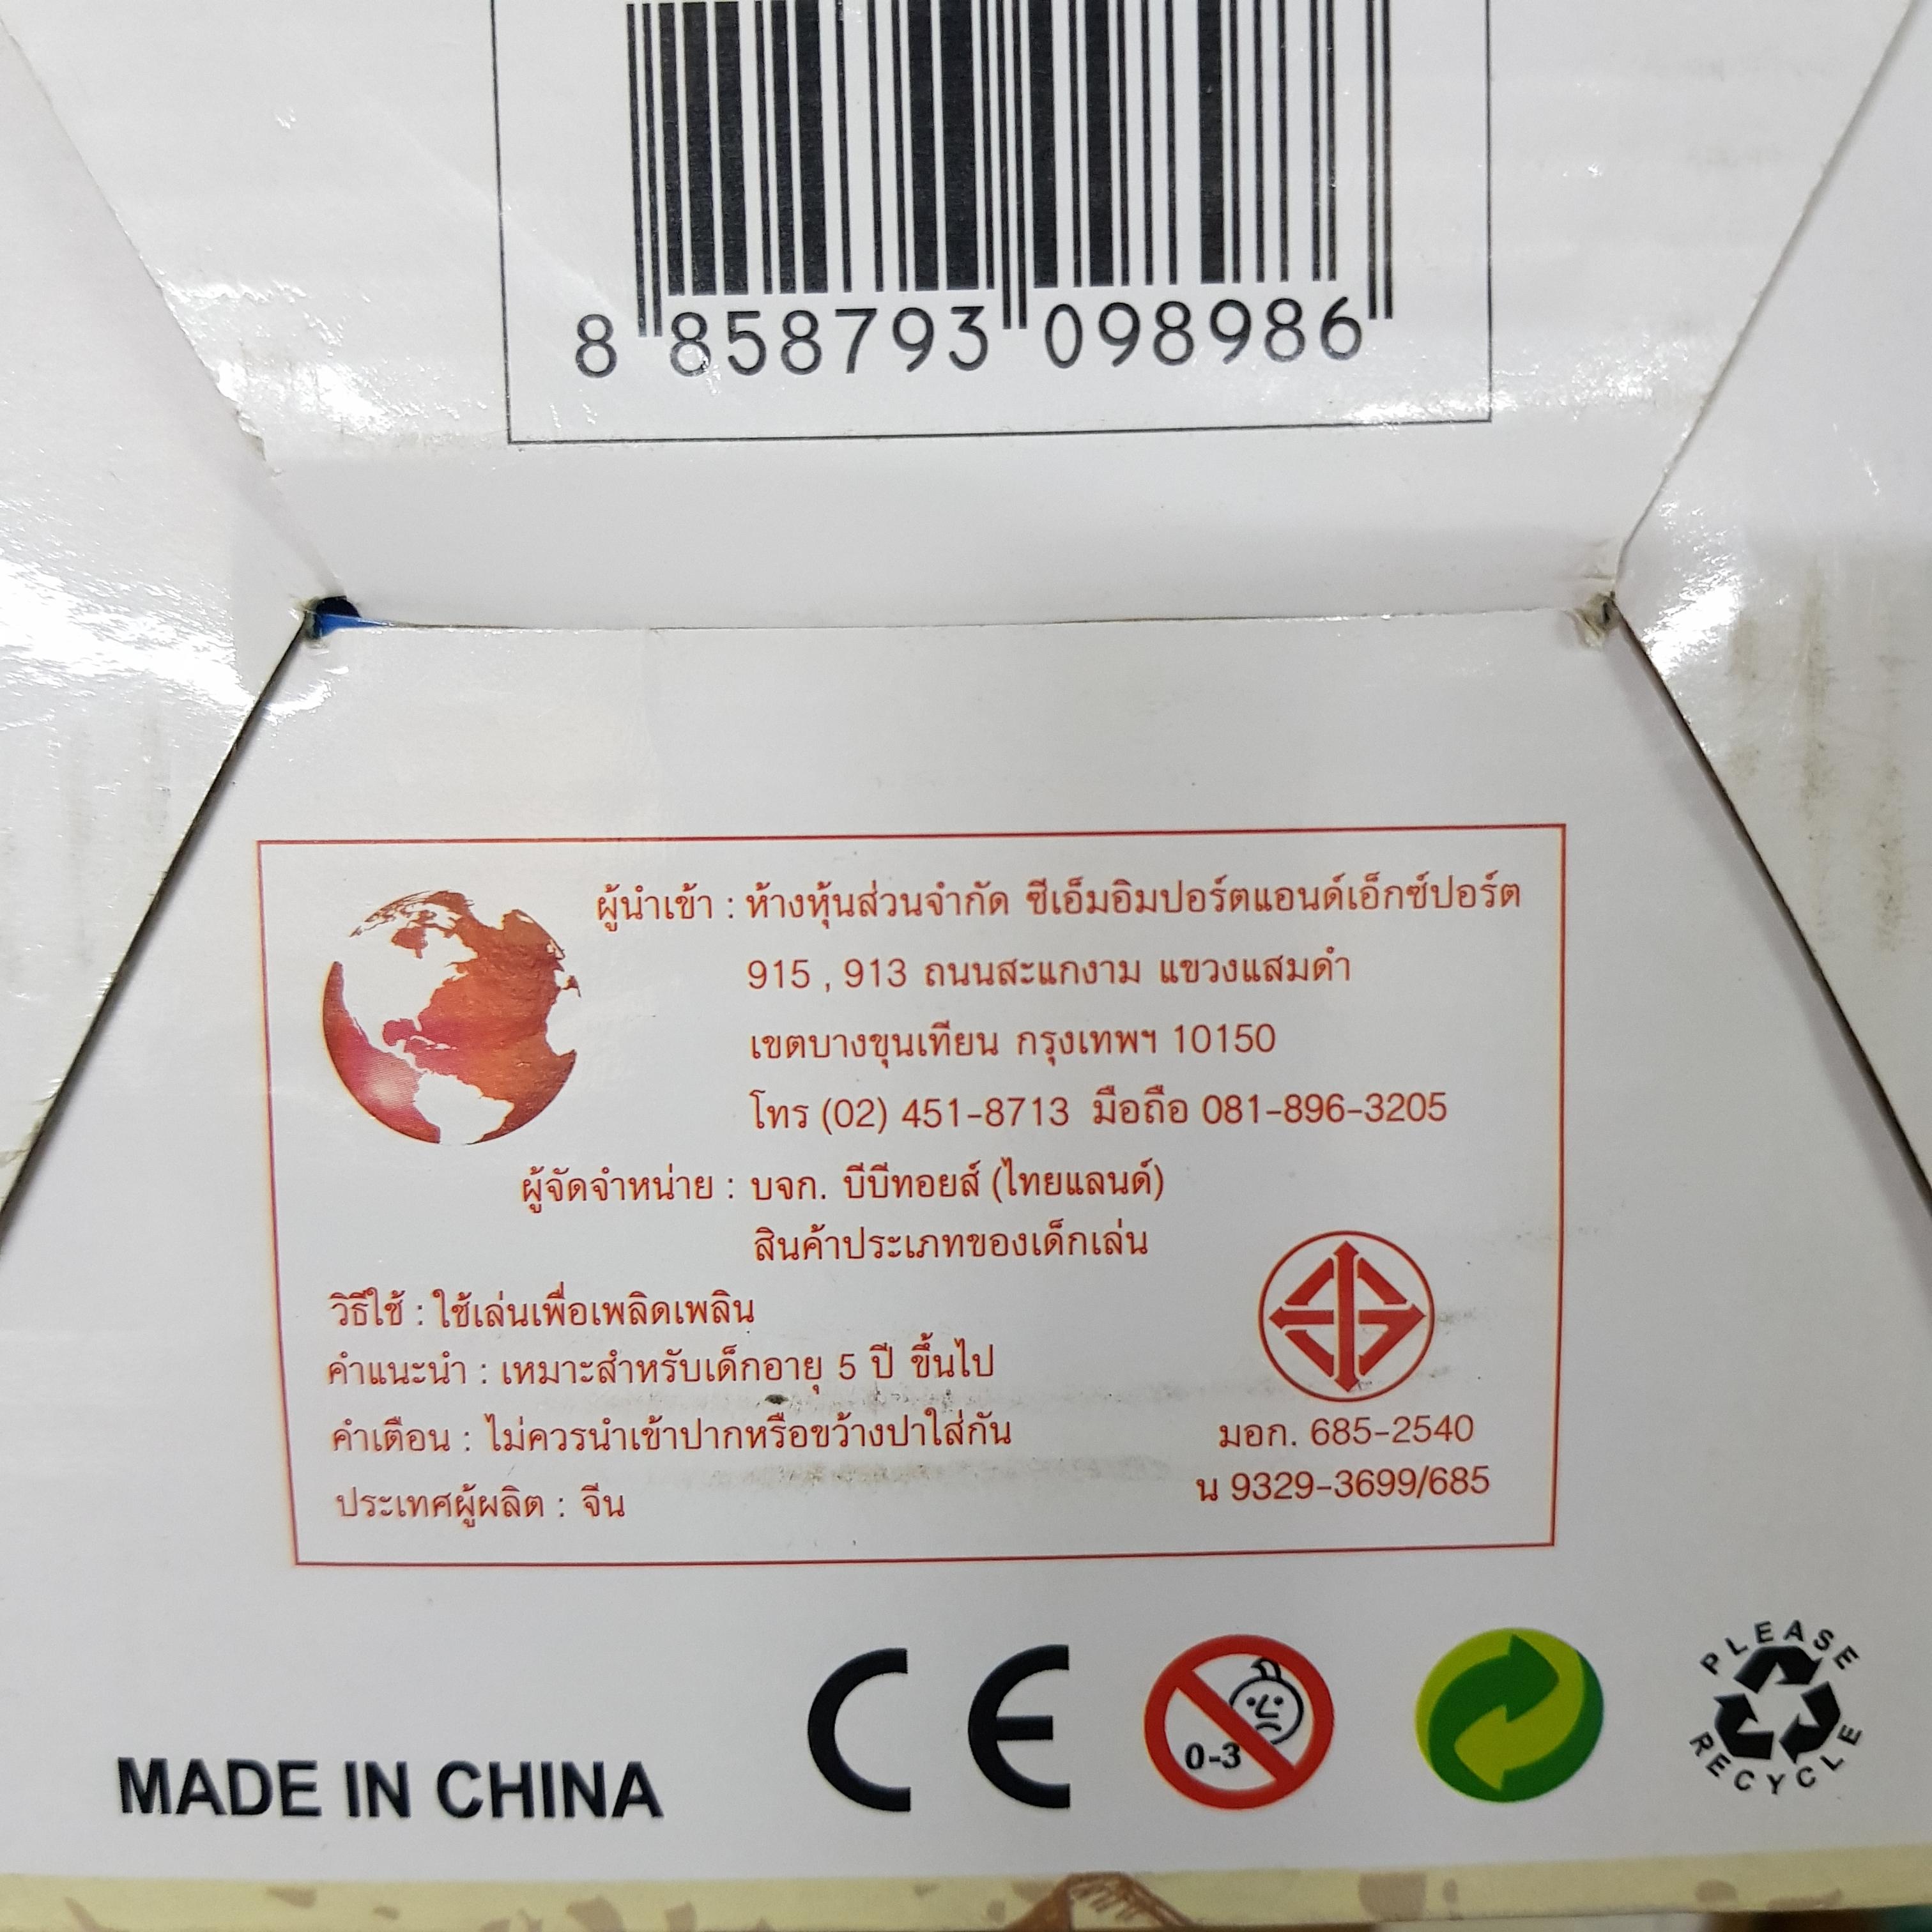 8 858793 098986
ผู้นำเข้า : ห้างหุ้นส่วนจำกัด ซีเอ็มอิมปอร์ตแอนด์เอ็กซ์ปอร์ต
915 , 913 ถนนสะแกงาม แขวงแสมดำ
เขตบางขุนเทียน กรุงเทพฯ 10150
โทร (02) 451-8713 มือถือ 081-896-3205
ผู้จัดจำหน่าย : บจก. บีบีทอยส์ (ไทยแลนด์)
สินค้าประเภทของเด็กเล่น
วิธีใช้ : ใช้เล่นเพื่อเพลิดเพลิน
คำแนะนำ : เหมาะสำหรับเด็กอายุ 5 ปี ขึ้นไป
คำเตือน : ไม่ควรนำเข้าปากหรือขว้างปาใส่กัน
ประเทศผู้ผลิต : จีน
มอก. 685-2540
น 9329-3699/685
MADE IN CHINA
CE
0-3
PLEASE
RECYCLE